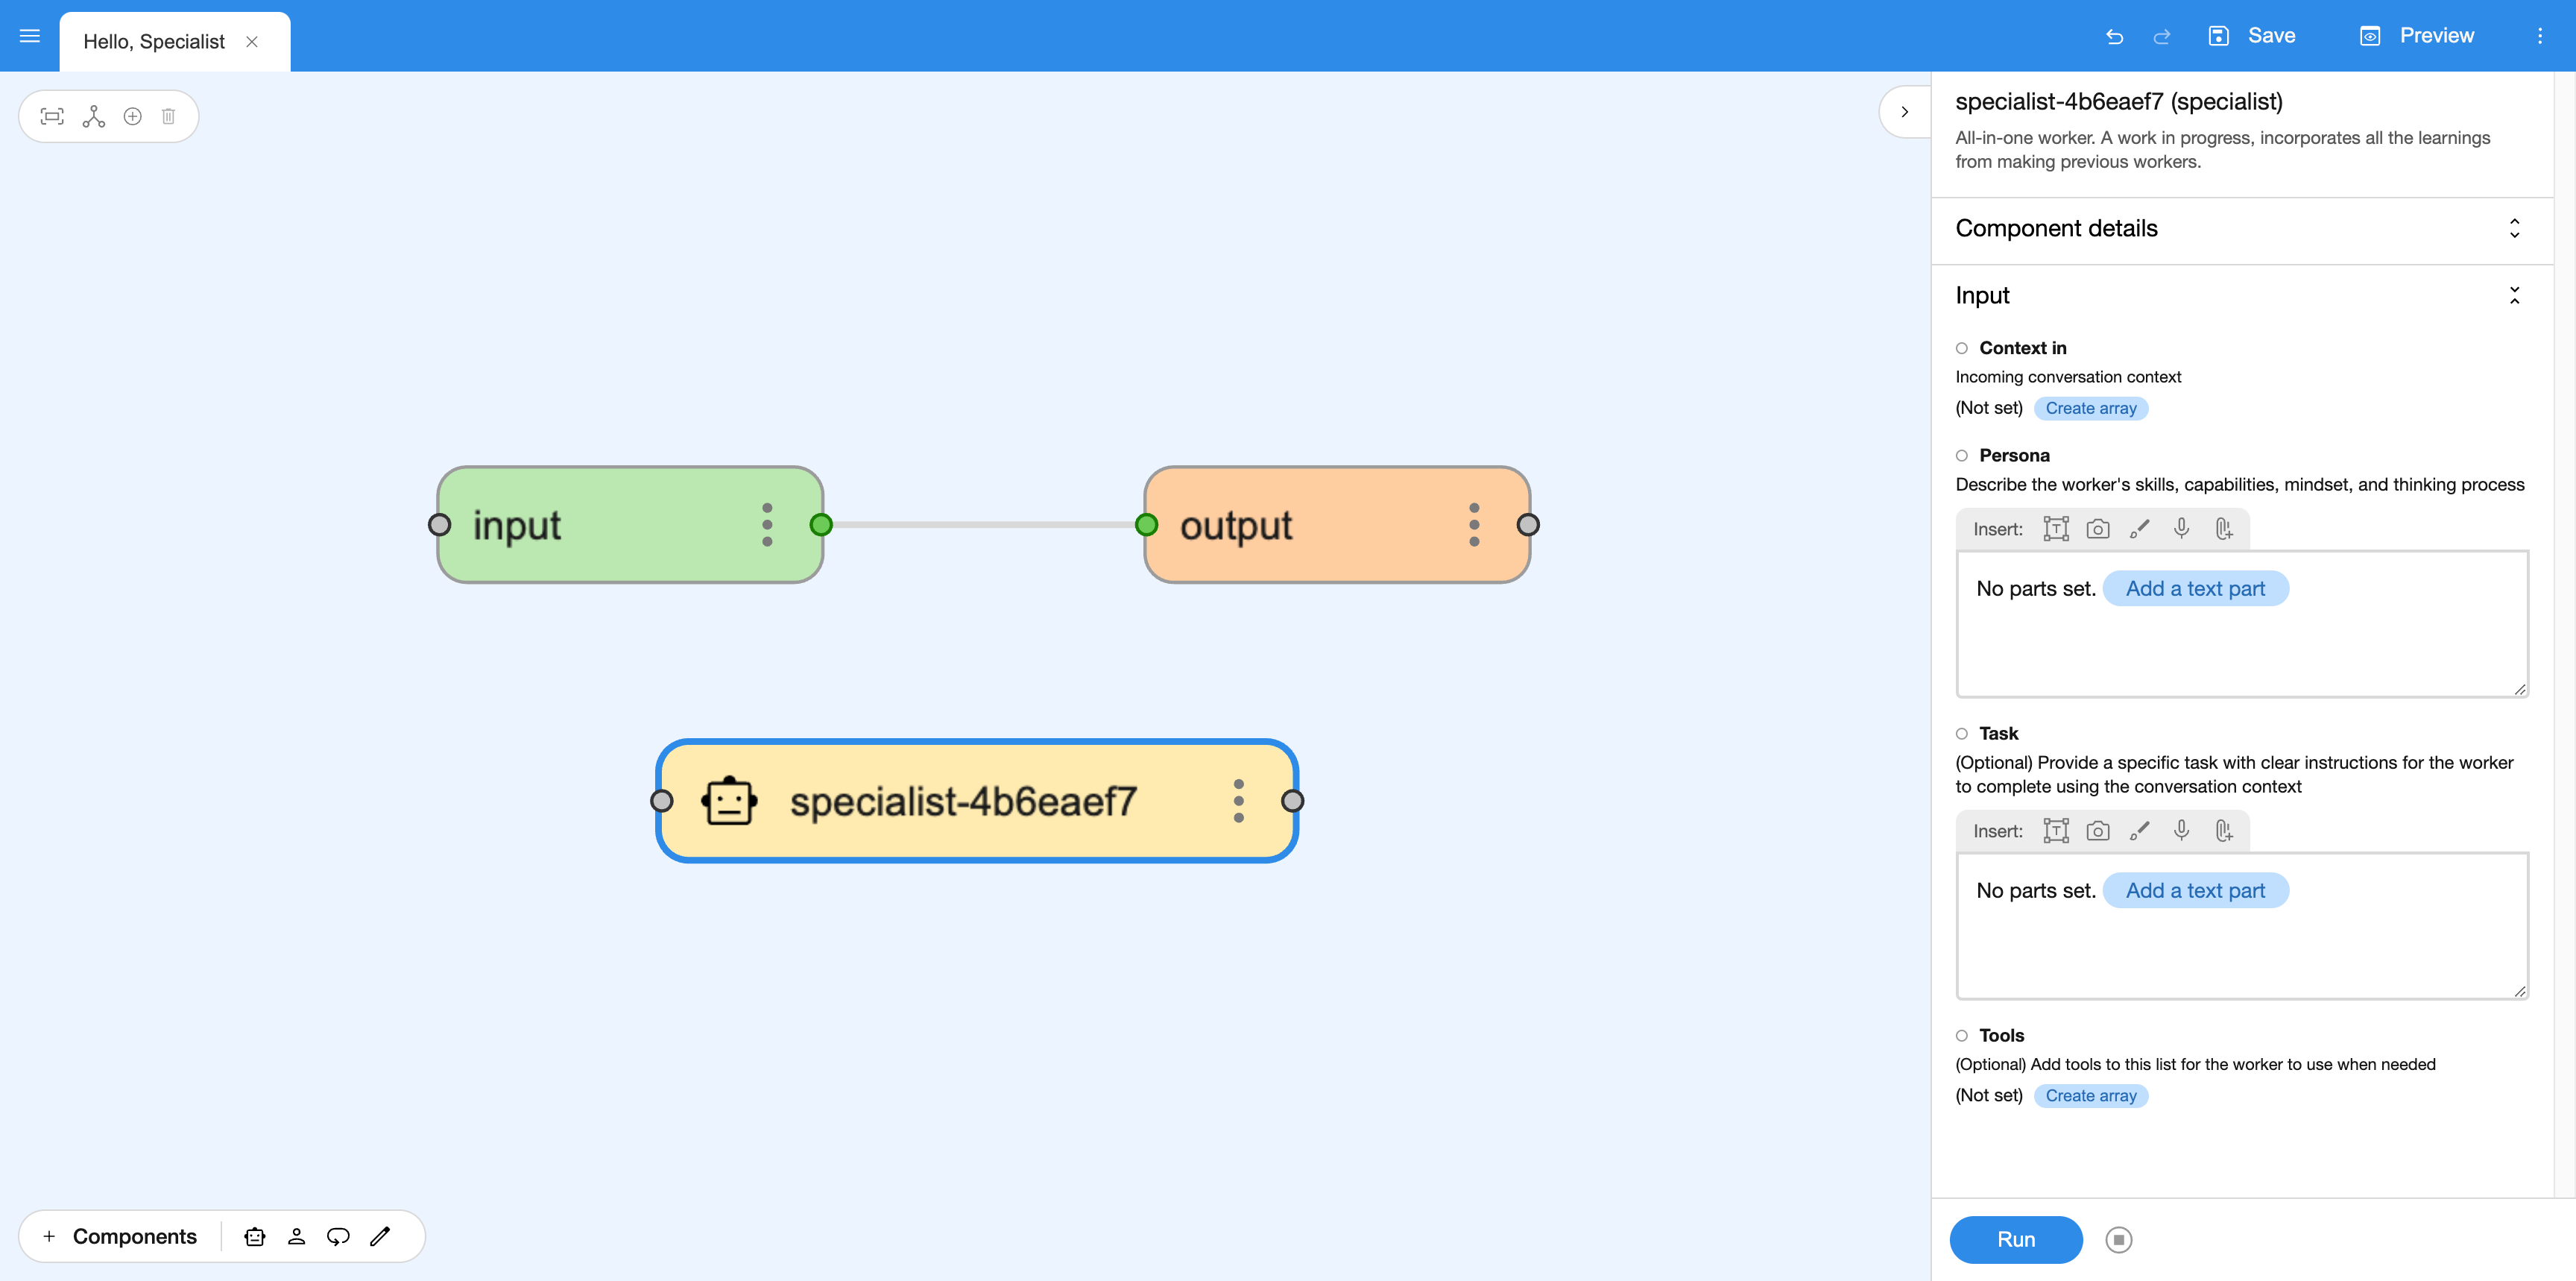 Hello, Specialist
Save
Preview
input
output
specialist-4b6eaef7
Components
specialist-4b6eaef7 (specialist)
All-in-one worker. A work in progress, incorporates all the learnings
from making previous workers.
Component details
Input
Context in
Incoming conversation context
(Not set) Create array
Persona
Describe the worker's skills, capabilities, mindset, and thinking process
Insert:
No parts set. Add a text part
Task
(Optional) Provide a specific task with clear instructions for the worker
to complete using the conversation context
Insert:
No parts set. Add a text part
Tools
(Optional) Add tools to this list for the worker to use when needed
(Not set) Create array
Run